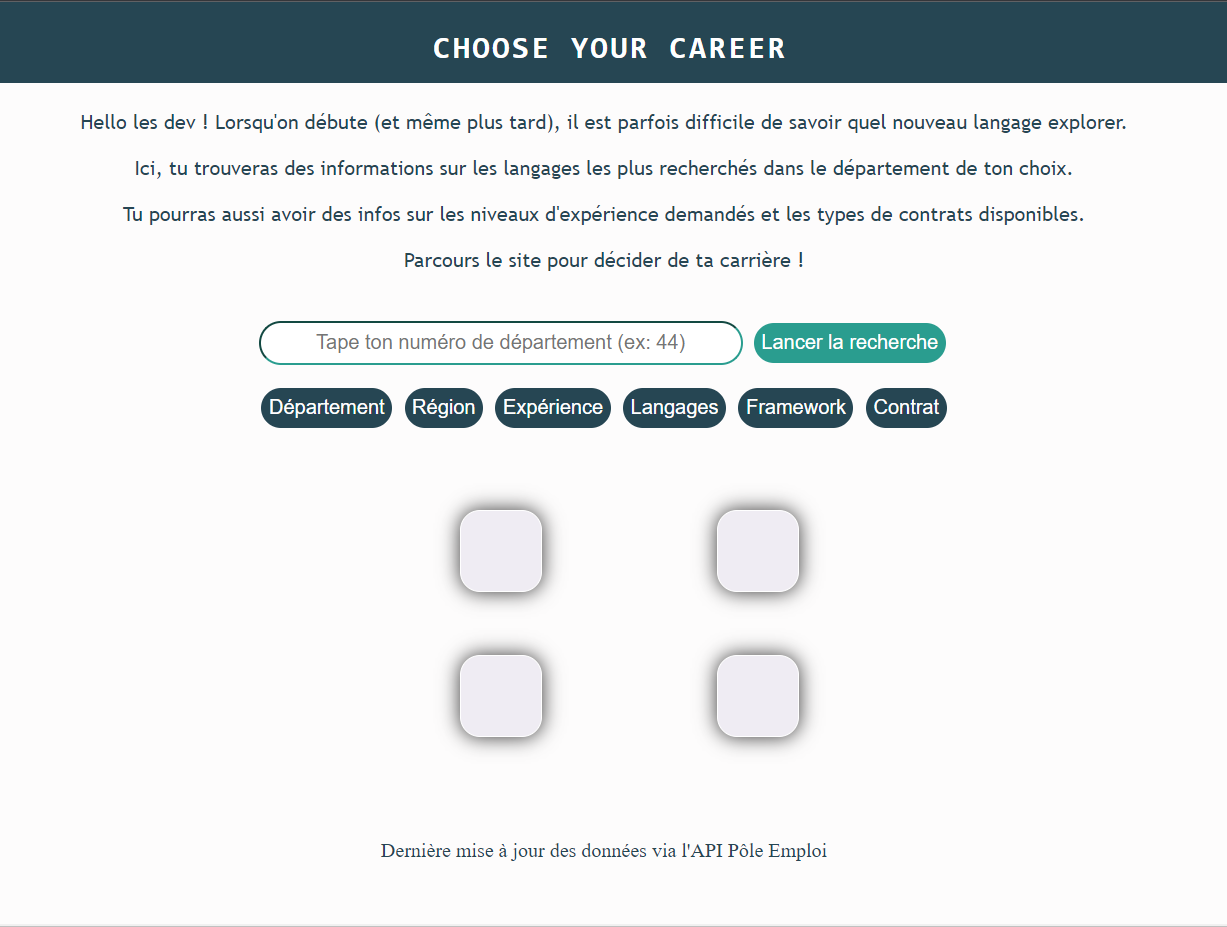 CHOOSE YOUR CAREER
Hello les dev ! Lorsqu'on débute (et même plus tard), il est parfois difficile de savoir quel nouveau langage explorer.
Ici, tu trouveras des informations sur les langages les plus recherchés dans le département de ton choix.
Tu pourras aussi avoir des infos sur les niveaux d'expérience demandés et les types de contrats disponibles.
Parcours le site pour décider de ta carrière !
Tape ton numéro de département (ex: 44) Lancer la recherche
Département Région Expérience Langages Framework Contrat
Dernière mise à jour des données via l'API Pôle Emploi